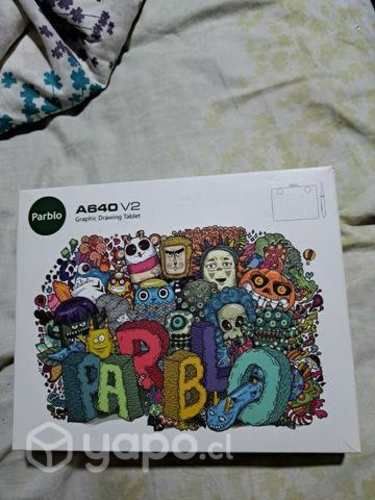 Parblo
A640 V2
Graphic Drawing Tablet
PARBLO
yapo.cl